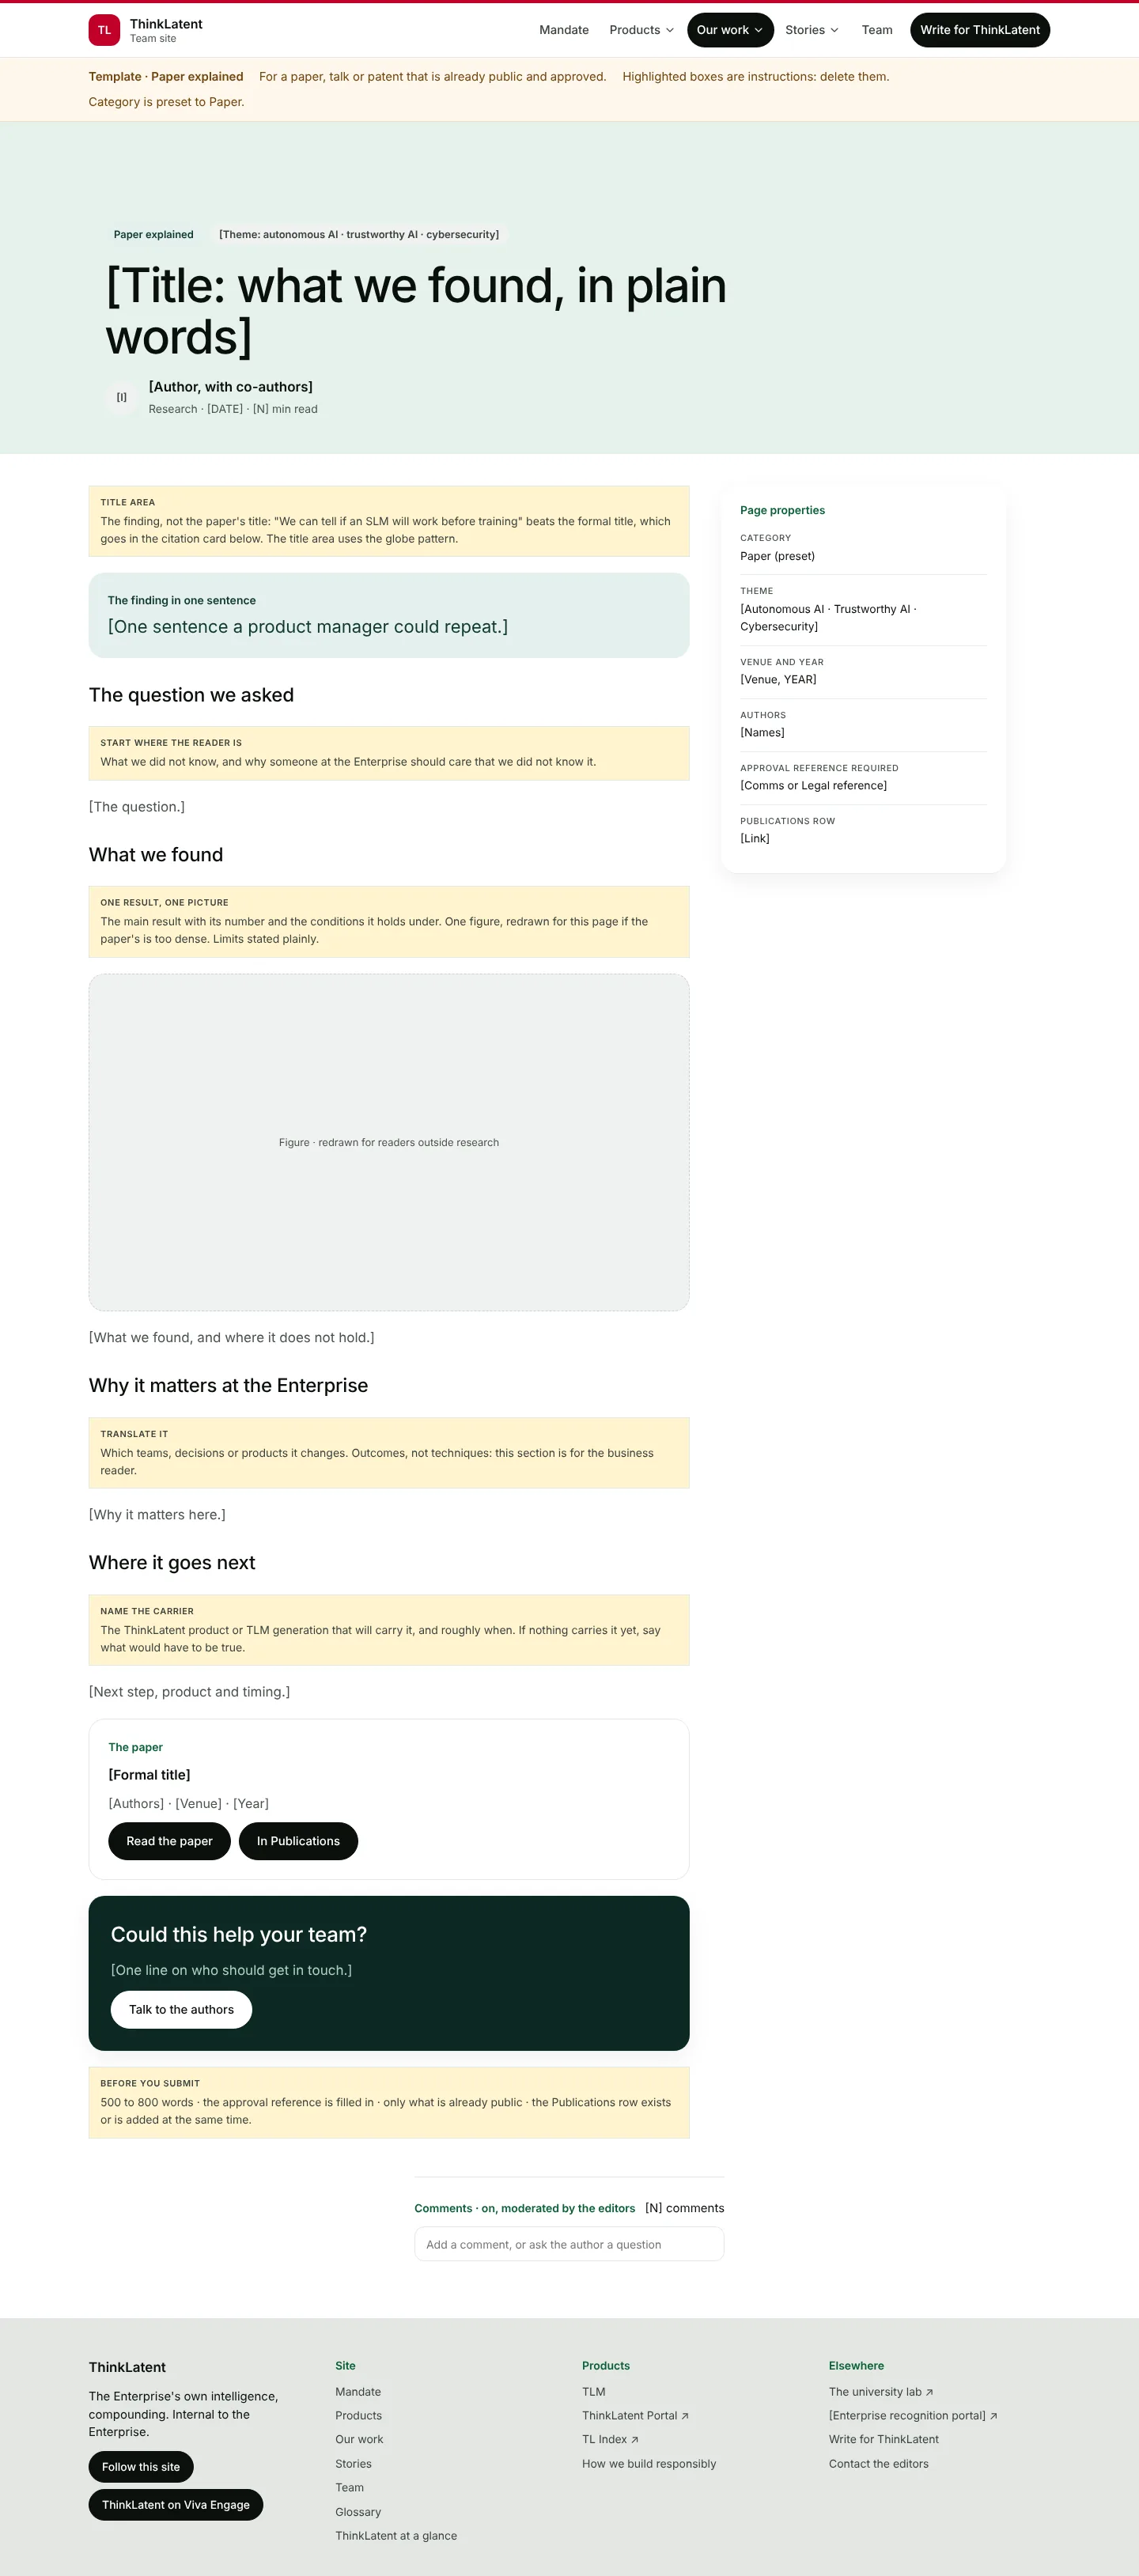 TL
ThinkLatent
Team site
Mandate
Products
Our work
Stories
Team
Write for ThinkLatent
Template · Paper explained
For a paper, talk or patent that is already public and approved.
Highlighted boxes are instructions: delete them.
Category is preset to Paper.
Paper explained
[Theme: autonomous AI · trustworthy AI · cybersecurity]
[Title: what we found, in plain
words]
[I]
[Author, with co-authors]
Research · [DATE] · [N] min read
TITLE AREA
The finding, not the paper's title: "We can tell if an SLM will work before training" beats the formal title, which
goes in the citation card below. The title area uses the globe pattern.
The finding in one sentence
[One sentence a product manager could repeat.]
The question we asked
START WHERE THE READER IS
What we did not know, and why someone at the Enterprise should care that we did not know it.
[The question.]
What we found
ONE RESULT, ONE PICTURE
The main result with its number and the conditions it holds under. One figure, redrawn for this page if the
paper's is too dense. Limits stated plainly.
Figure · redrawn for readers outside research
[What we found, and where it does not hold.]
Why it matters at the Enterprise
TRANSLATE IT
Which teams, decisions or products it changes. Outcomes, not techniques: this section is for the business
reader.
[Why it matters here.]
Where it goes next
NAME THE CARRIER
The ThinkLatent product or TLM generation that will carry it, and roughly when. If nothing carries it yet, say
what would have to be true.
[Next step, product and timing.]
The paper
[Formal title]
[Authors] · [Venue] · [Year]
Read the paper
In Publications
Could this help your team?
[One line on who should get in touch.]
Talk to the authors
BEFORE YOU SUBMIT
500 to 800 words · the approval reference is filled in · only what is already public · the Publications row exists
or is added at the same time.
Page properties
CATEGORY
Paper (preset)
THEME
[Autonomous AI · Trustworthy AI ·
Cybersecurity]
VENUE AND YEAR
[Venue, YEAR]
AUTHORS
[Names]
APPROVAL REFERENCE REQUIRED
[Comms or Legal reference]
PUBLICATIONS ROW
[Link]
Comments · on, moderated by the editors
[N] comments
Add a comment, or ask the author a question
ThinkLatent
The Enterprise's own intelligence,
compounding. Internal to the
Enterprise.
Follow this site
ThinkLatent on Viva Engage
Site
Mandate
Products
Our work
Stories
Team
Glossary
ThinkLatent at a glance
Products
TLM
ThinkLatent Portal ↗
TL Index ↗
How we build responsibly
Elsewhere
The university lab ↗
[Enterprise recognition portal] ↗
Write for ThinkLatent
Contact the editors